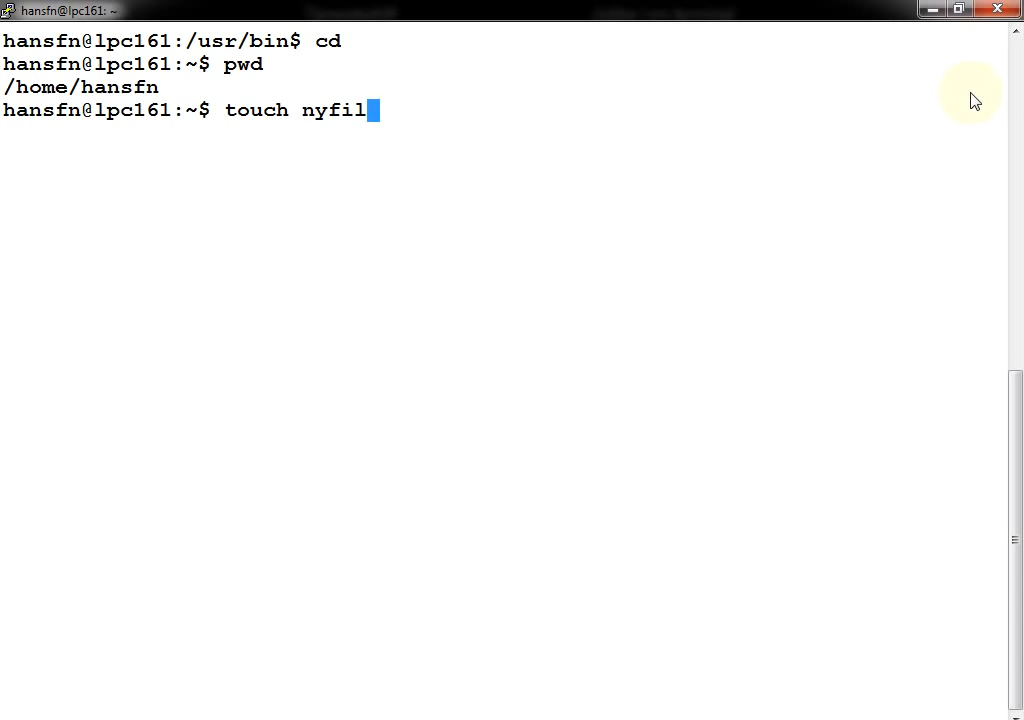 hansfn@lpc161: ~
hansfn@lpc161:/usr/bin$ cd
hansfn@lpc161:~$ pwd
/home/hansfn
hansfn@lpc161:~$ touch nyfil